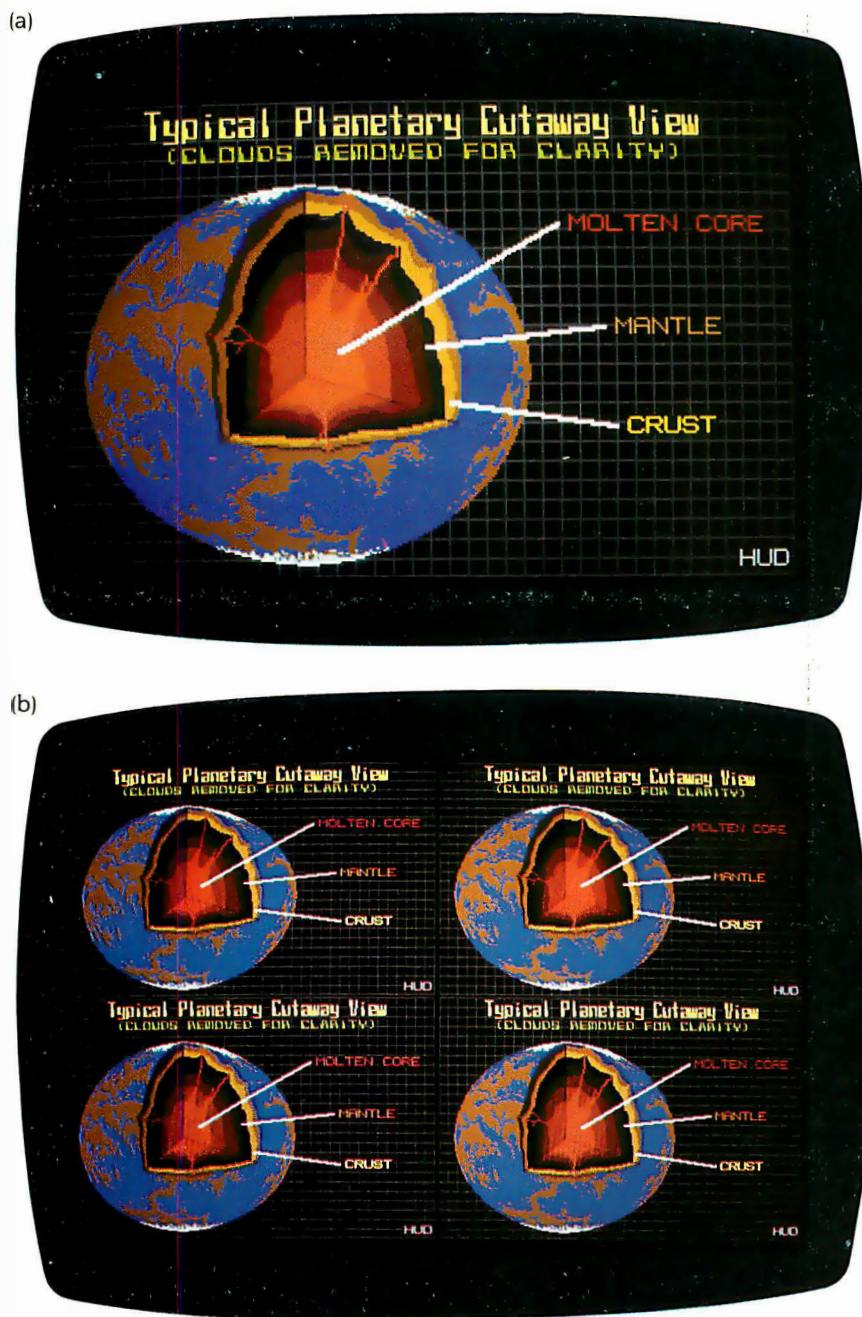 (a)
Typical Planetary Cutaway View
(CLOUDS REMOVED FOR CLARITY)
MOLTEN CORE
MANTLE
CRUST
HUD
(b)
Typical Planetary Cutaway View
(CLOUDS REMOVED FOR CLARITY)
MOLTEN CORE
MANTLE
CRUST
HUD
Typical Planetary Cutaway View
(CLOUDS REMOVED FOR CLARITY)
MOLTEN CORE
MANTLE
CRUST
HUD
Typical Planetary Cutaway View
(CLOUDS REMOVED FOR CLARITY)
MOLTEN CORE
MANTLE
CRUST
HUD
Typical Planetary Cutaway View
(CLOUDS REMOVED FOR CLARITY)
MOLTEN CORE
MANTLE
CRUST
HUD